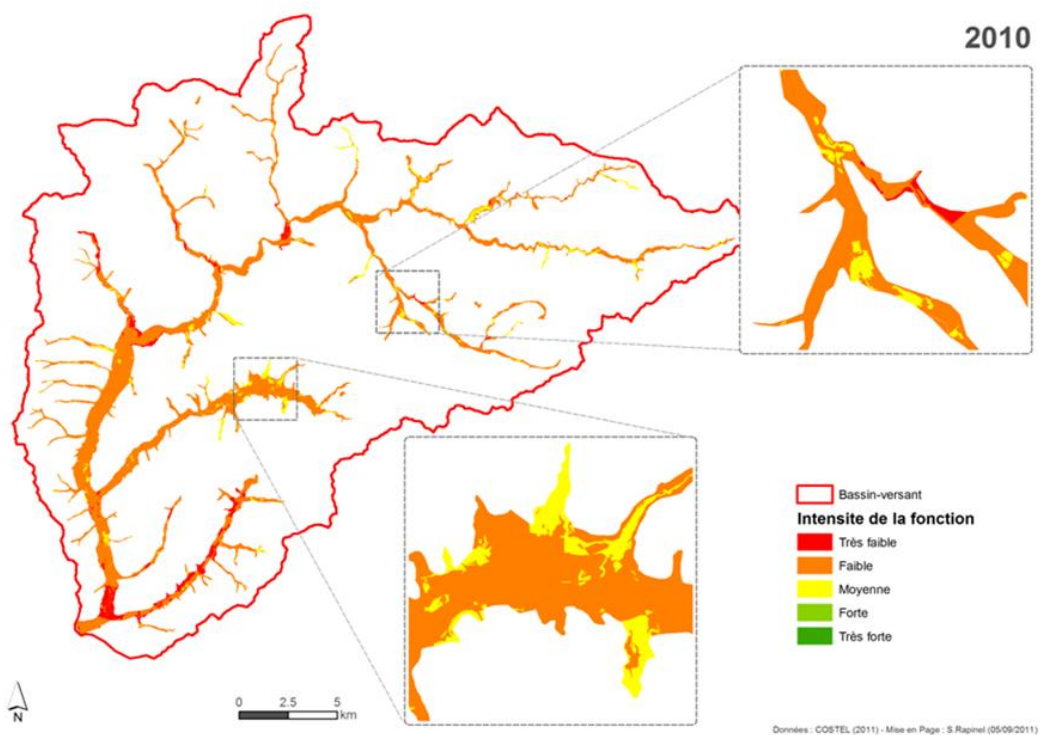 2010
Bassin-versant
Intensite de la fonction
Très faible
Faible
Moyenne
Forte
Très forte
N
0 2.5 5
km
Données : COSTEL (2011) - Mise en Page : S.Rapinel (05/09/2011)